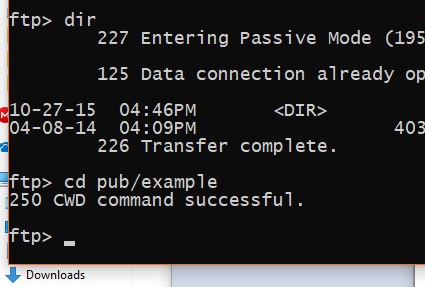 ftp> dir
227 Entering Passive Mode (195
125 Data connection already op
10-27-15 04:46PM <DIR>
04-08-14 04:09PM 403
226 Transfer complete.
ftp> cd pub/example
250 CWD command successful.
ftp>
Downloads